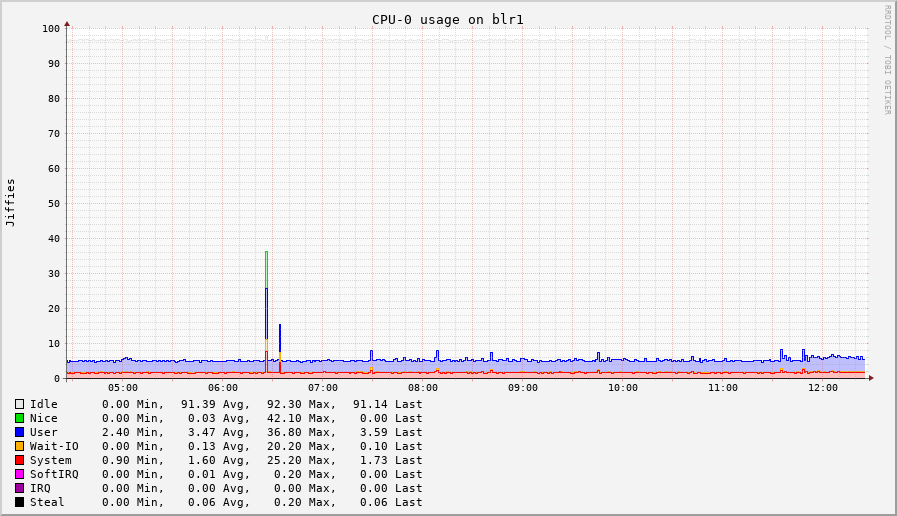 CPU-0 usage on blr1
RRDTOOL / TOBI OETIKER
Jiffies
100
90
80
70
60
50
40
30
20
10
0
05:00 06:00 07:00 08:00 09:00 10:00 11:00 12:00
Idle 0.00 Min, 91.39 Avg, 92.30 Max, 91.14 Last
Nice 0.00 Min, 0.03 Avg, 42.10 Max, 0.00 Last
User 2.40 Min, 3.47 Avg, 36.80 Max, 3.59 Last
Wait-IO 0.00 Min, 0.13 Avg, 20.20 Max, 0.10 Last
System 0.90 Min, 1.60 Avg, 25.20 Max, 1.73 Last
SoftIRQ 0.00 Min, 0.01 Avg, 0.20 Max, 0.00 Last
IRQ 0.00 Min, 0.00 Avg, 0.00 Max, 0.00 Last
Steal 0.00 Min, 0.06 Avg, 0.20 Max, 0.06 Last